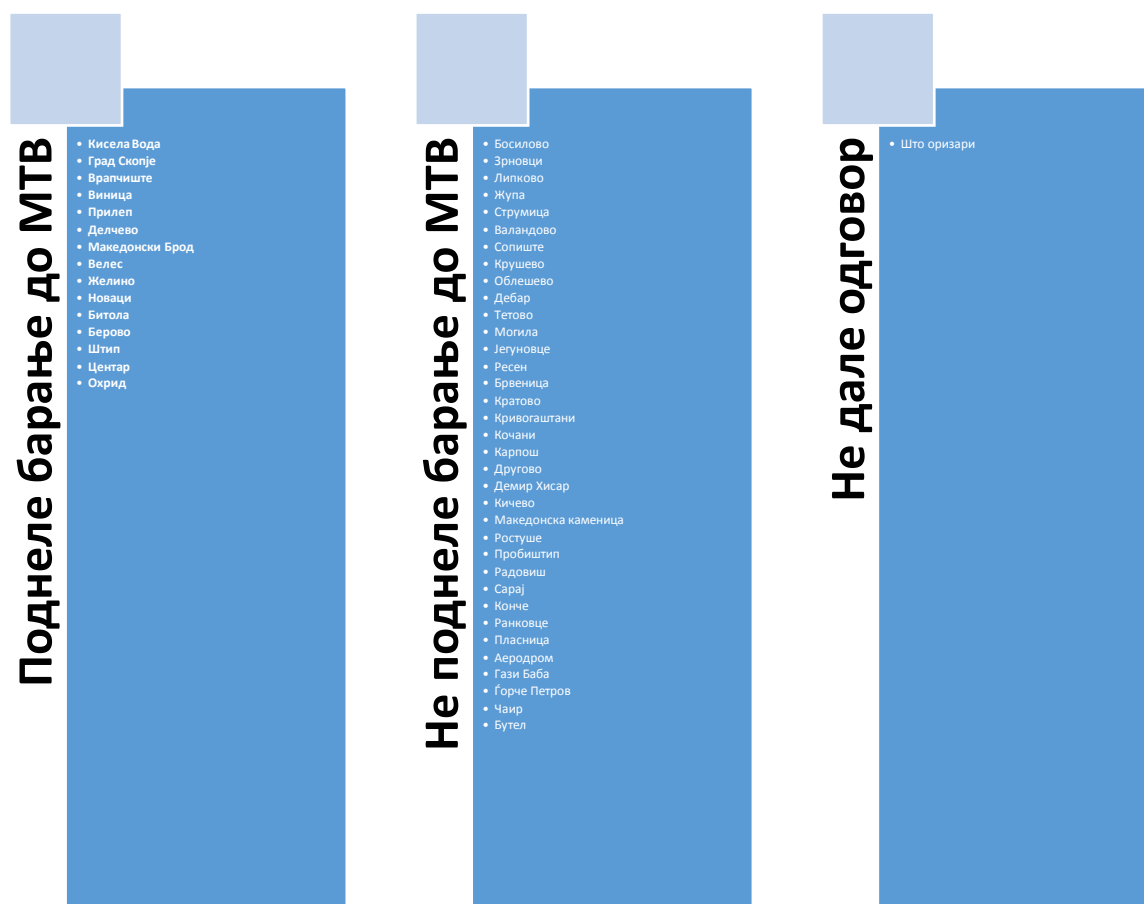 Поднеле барање до МТВ
• Кисела Вода
• Град Скопје
• Врапчиште
• Виница
• Прилеп
• Делчево
• Македонски Брод
• Велес
• Желино
• Новаци
• Битола
• Берово
• Штип
• Центар
• Охрид
Не поднеле барање до МТВ
• Босилово
• Зрновци
• Липково
• Жупа
• Струмица
• Валандово
• Сопиште
• Крушево
• Облешево
• Дебар
• Тетово
• Могила
• Јегуновце
• Ресен
• Брвеница
• Кратово
• Кривогаштани
• Кочани
• Карпош
• Другово
• Демир Хисар
• Кичево
• Македонска каменица
• Ростуше
• Пробиштип
• Радовиш
• Сарај
• Конче
• Ранковце
• Пласница
• Аеродром
• Гази Баба
• Ѓорче Петров
• Чаир
• Бутел
Не дале одговор
• Што оризари